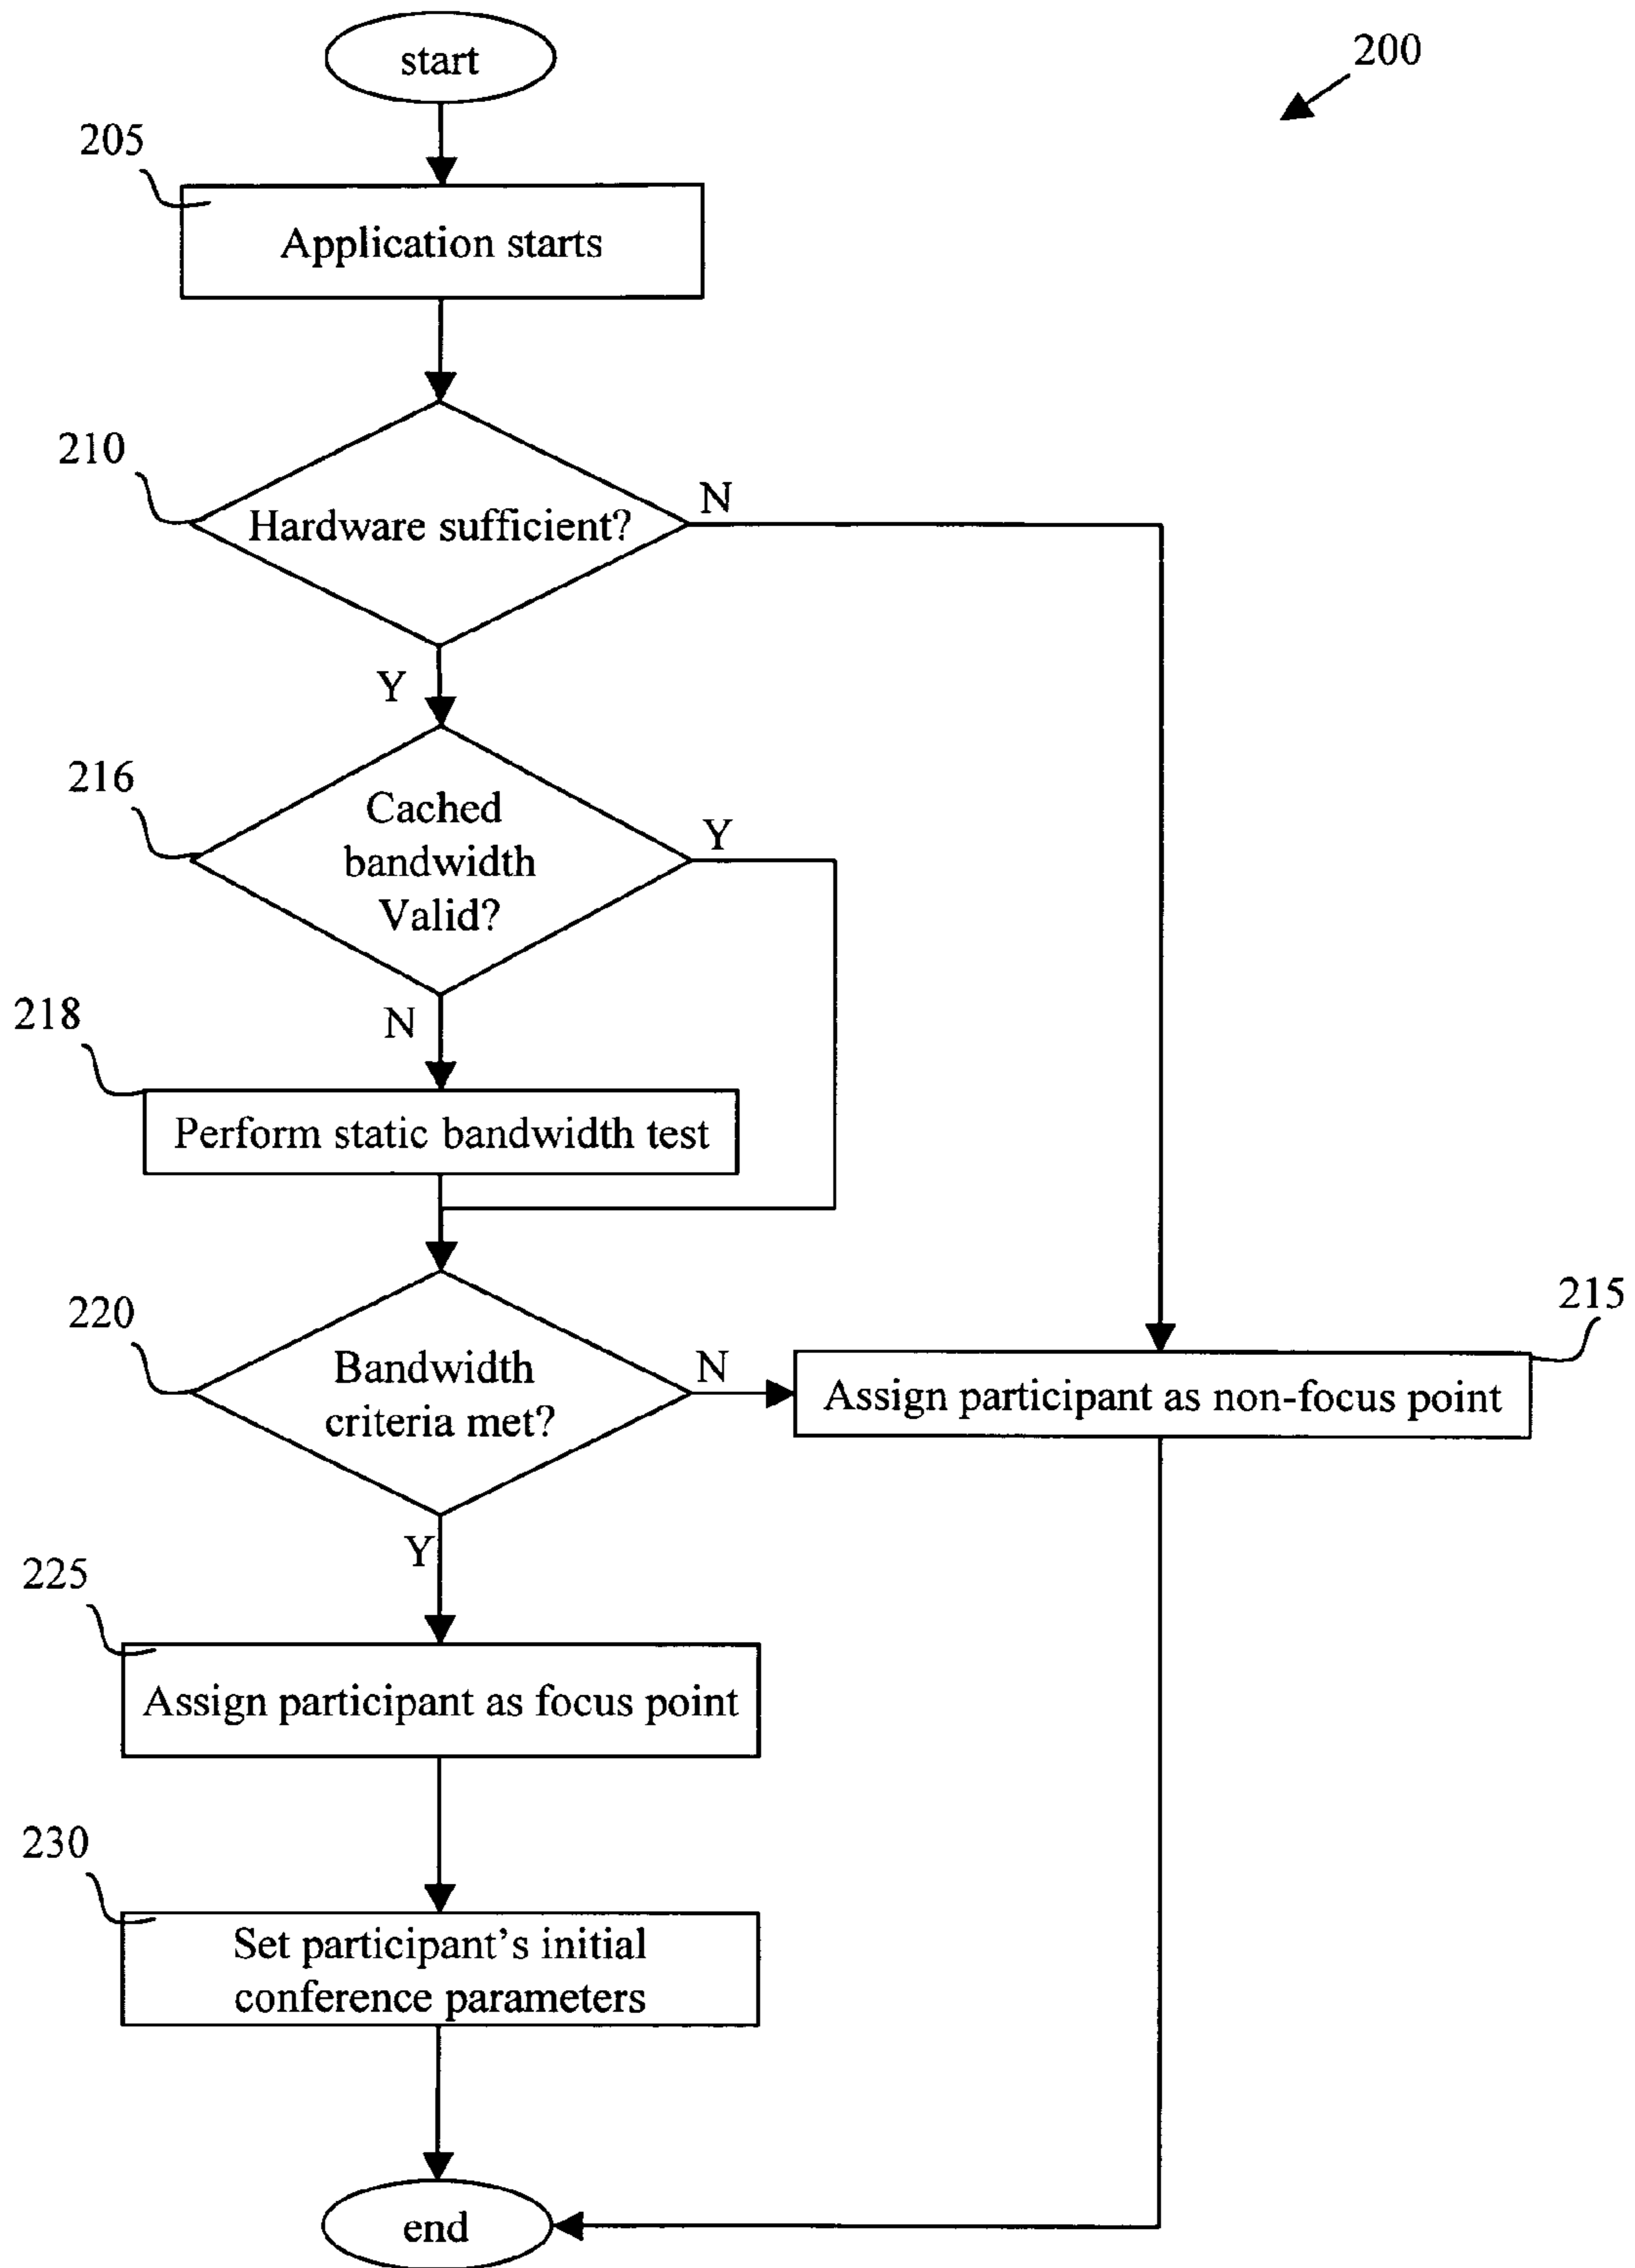 start
200
205
Application starts
210
Hardware sufficient?
N
Y
216
Cached
bandwidth
Valid?
Y
N
218
Perform static bandwidth test
220
Bandwidth
criteria met?
N
215
Assign participant as non-focus point
Y
225
Assign participant as focus point
230
Set participant's initial
conference parameters
end